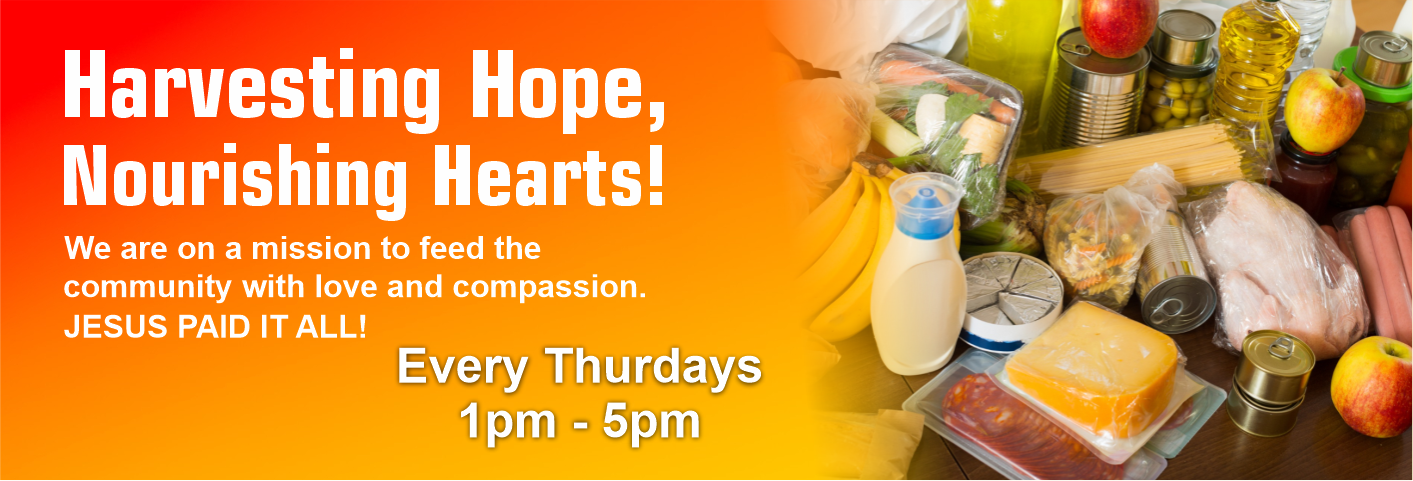 Harvesting Hope,
Nourishing Hearts!
We are on a mission to feed the
community with love and compassion.
JESUS PAID IT ALL!
Every Thurdays
1pm - 5pm